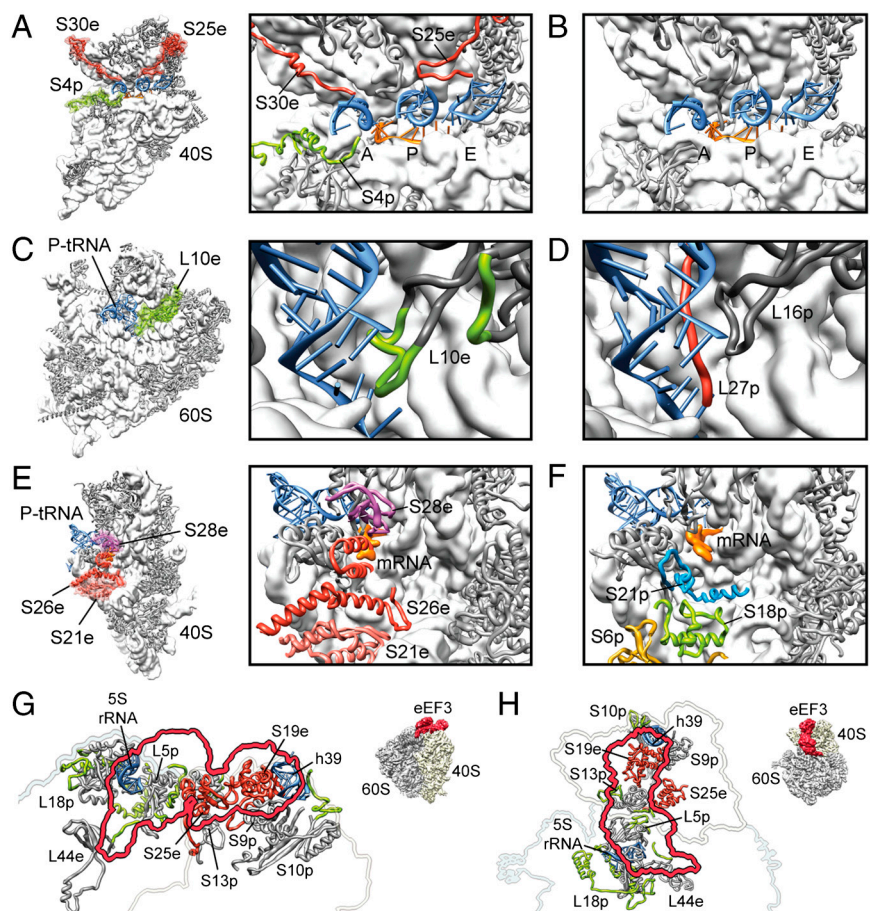 A
S30e
S25e
S4p
40S
S25e
S30e
A
P
E
S4p
B
A
P
E
C
P-tRNA
L10e
60S
L10e
D
L16p
L27p
E
P-tRNA
S28e
S26e
S21e
40S
S28e
mRNA
S26e
S21e
F
mRNA
S21p
S18p
S6p
G
5S
rRNA
L5p
S19e
h39
L18p
L44e
S25e
S13p
S9p
S10p
eEF3
60S
40S
H
S10p
h39
S19e
S9p
S13p
S25e
L5p
5S
rRNA
L18p
L44e
eEF3
40S
60S